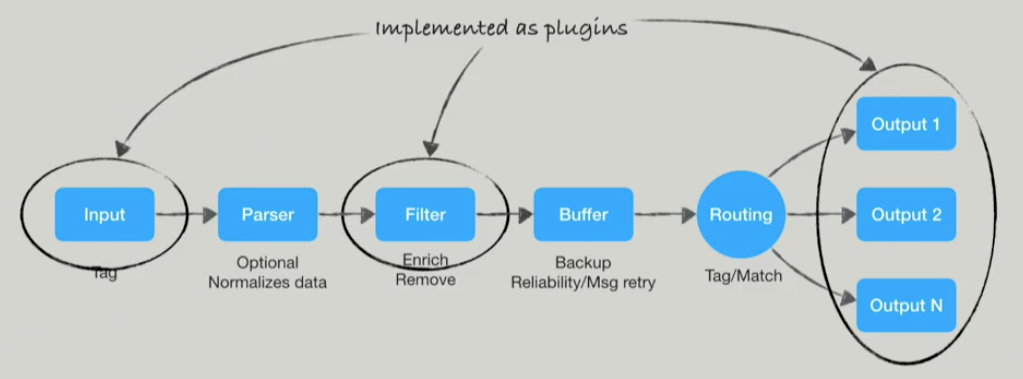 Implemented as plugins
Input
Tag
Parser
Optional
Normalizes data
Filter
Enrich
Remove
Buffer
Backup
Reliability/Msg retry
Routing
Tag/Match
Output 1
Output 2
Output N